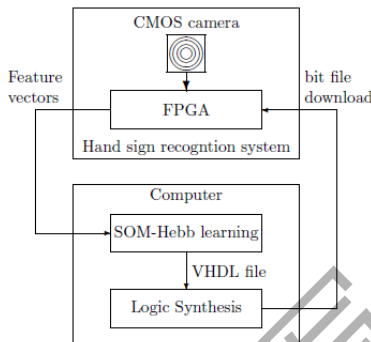 CMOS camera
Feature
vectors
bit file
download
FPGA
Hand sign recogntion system
Computer
SOM-Hebb learning
VHDL file
Logic Synthesis